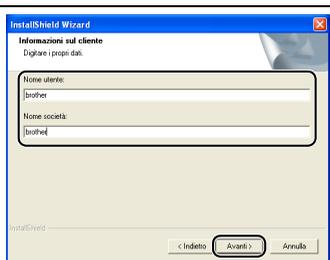 InstallShield Wizard
Informazioni sul cliente
Digitare i propri dati.
Nome utente:
brother
Nome società:
brother
InstallShield
< Indietro
Avanti >
Annulla